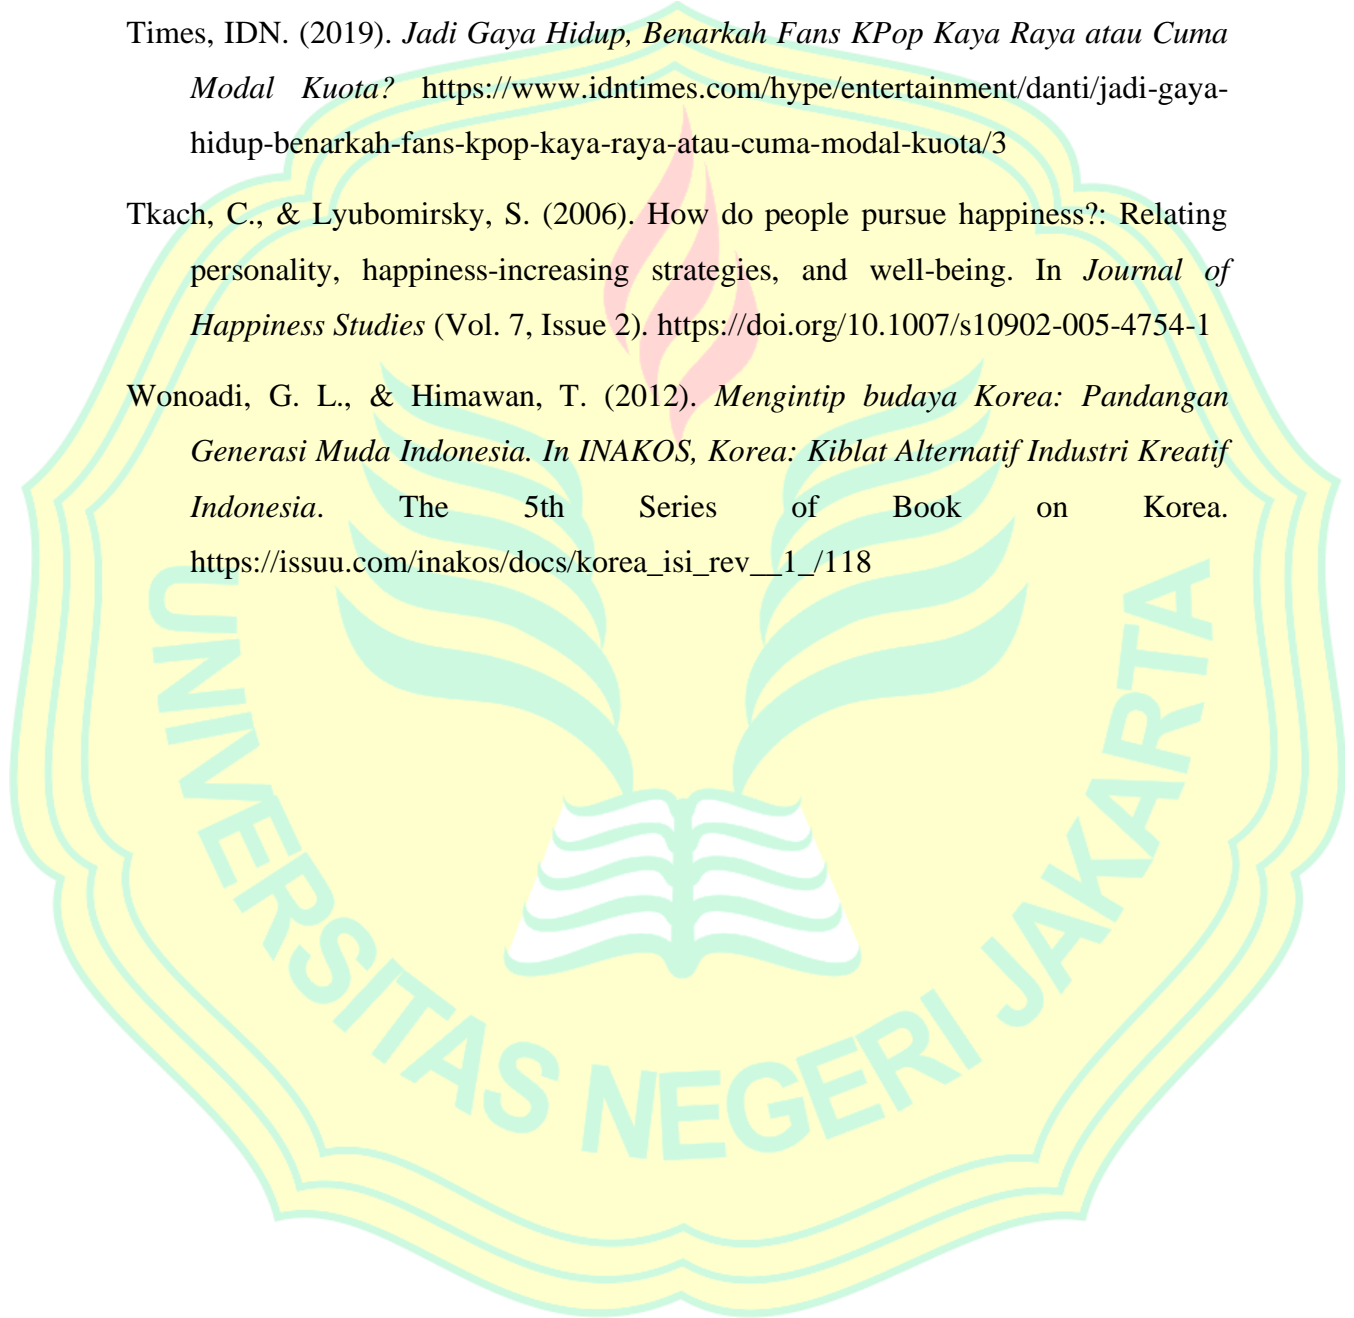 Times, IDN. (2019). Jadi Gaya Hidup, Benarkah Fans KPop Kaya Raya atau Cuma
Modal Kuota? https://www.idntimes.com/hype/entertainment/danti/jadi-gaya-
hidup-benarkah-fans-kpop-kaya-raya-atau-cuma-modal-kuota/3
Tkach, C., & Lyubomirsky, S. (2006). How do people pursue happiness?: Relating
personality, happiness-increasing strategies, and well-being. In Journal of
Happiness Studies (Vol. 7, Issue 2). https://doi.org/10.1007/s10902-005-4754-1
Wonoadi, G. L., & Himawan, T. (2012). Mengintip budaya Korea: Pandangan
Generasi Muda Indonesia. In INAKOS, Korea: Kiblat Alternatif Industri Kreatif
Indonesia. The 5th Series of Book on Korea.
https://issuu.com/inakos/docs/korea_isi_rev__1_/118
UNIVERSITAS NEGERI JAKARTA